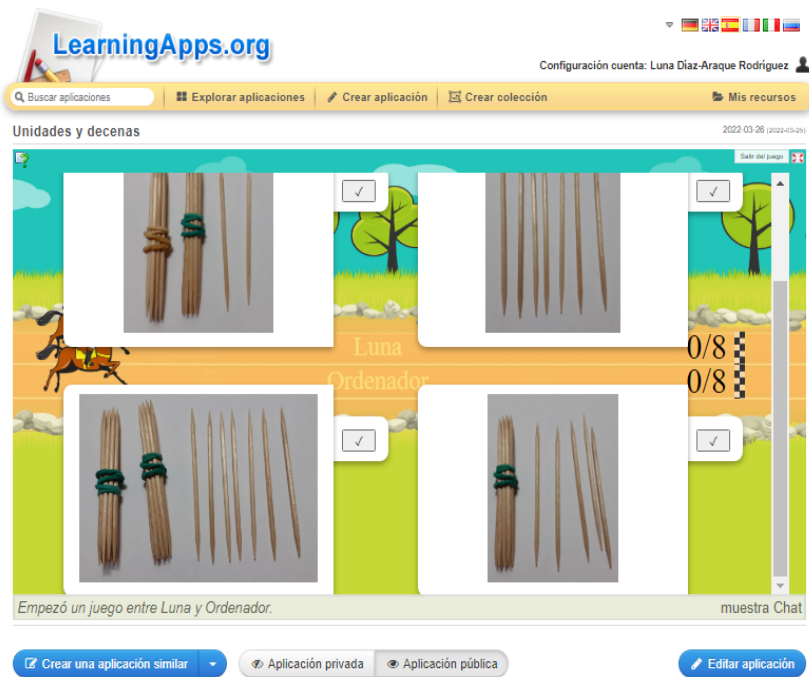 LearningApps.org
Configuración cuenta: Luna Díaz-Araque Rodríguez
Buscar aplicaciones
Explorar aplicaciones
Crear aplicación
Crear colección
Mis recursos
Unidades y decenas
2022-03-26 (2022-03-25)
Salir del juego
Luna
0/8
Ordenador
0/8
Empezó un juego entre Luna y Ordenador.
muestra Chat
Crear una aplicación similar
Aplicación privada
Aplicación pública
Editar aplicación